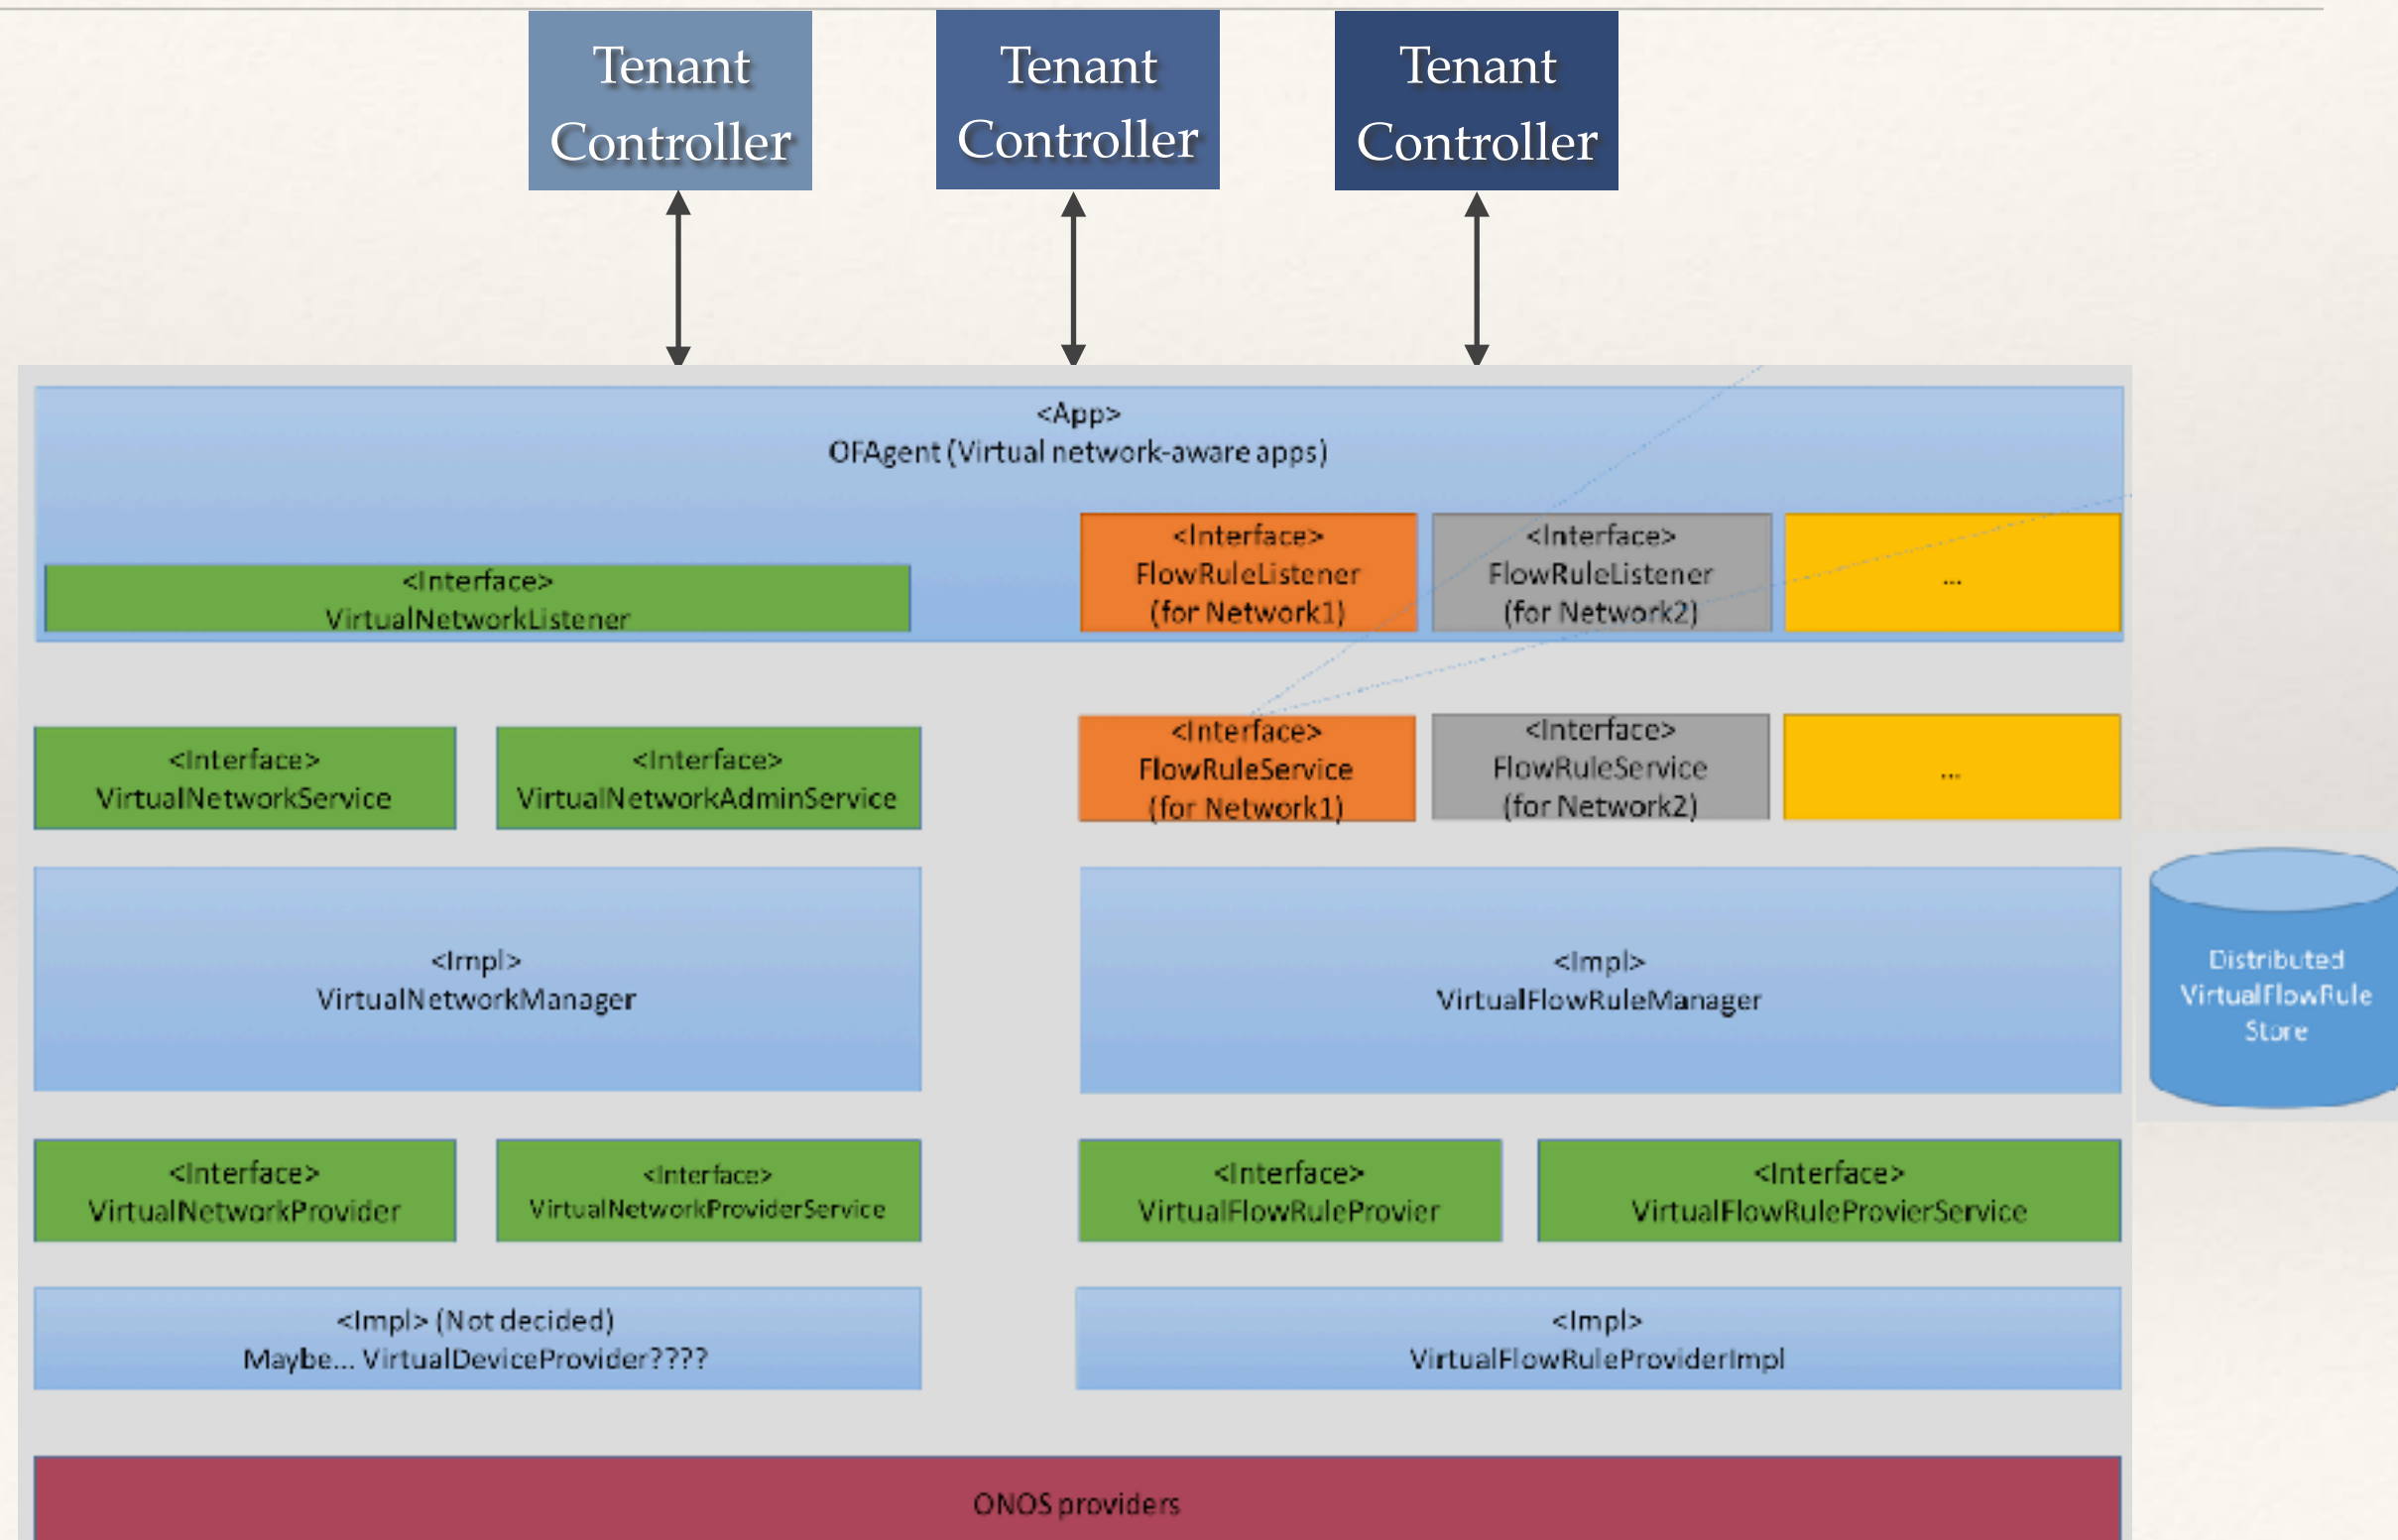 Tenant
Controller
Tenant
Controller
Tenant
Controller
<App>
OFAgent (Virtual network-aware apps)
<Interface>
VirtualNetworkListener
<Interface>
FlowRuleListener
(for Network1)
<Interface>
FlowRuleListener
(for Network2)
...
<Interface>
VirtualNetworkService
<Interface>
VirtualNetworkAdminService
<Interface>
FlowRuleService
(for Network1)
<Interface>
FlowRuleService
(for Network2)
...
<Impl>
VirtualNetworkManager
<Impl>
VirtualFlowRuleManager
Distributed
VirtualFlowRule
Store
<Interface>
VirtualNetworkProvider
<Interface>
VirtualNetworkProviderService
<Interface>
VirtualFlowRuleProvier
<Interface>
VirtualFlowRuleProvierService
<Impl> (Not decided)
Maybe... VirtualDeviceProvider????
<Impl>
VirtualFlowRuleProviderImpl
ONOS providers